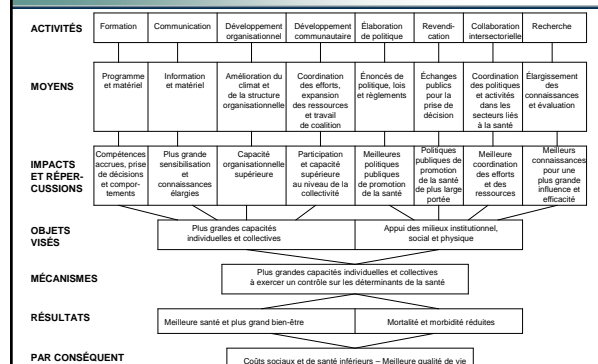 ACTIVITÉS
Formation
Communication
Développement
organisationnel
Développement
communautaire
Élaboration
de politique
Revendi-
cation
Collaboration
intersectorielle
Recherche
MOYENS
Programme
et matériel
Information
et matériel
Amélioration du
climat et
de la structure
organisationnelle
Coordination
des efforts,
expansion
des ressources
et travail
de coalition
Énoncés de
politique, lois
et règlements
Échanges
publics
pour la
prise de
décision
Coordination
des politiques
et activités
dans les
secteurs liés
à la santé
Élargissement
des
connaissances
et évaluation
IMPACTS
ET RÉPER-
CUSSIONS
Compétences
accrues, prise
de décisions
et compor-
tements
Plus grande
sensibilisation
et
connaissances
élargies
Capacité
organisationnelle
supérieure
Participation
et capacité
supérieure
au niveau de la
collectivité
Meilleures
politiques
publiques
de promotion
de la santé
Politiques
publiques de
promotion
de la santé
de plus large
portée
Meilleure
coordination
des efforts
et des
ressources
Meilleurs
connaissances
pour une
plus grande
influence et
efficacité
OBJETS
VISÉS
Plus grandes capacités
individuelles et collectives
Appui des milieux institutionnel,
social et physique
MÉCANISMES
Plus grandes capacités individuelles et collectives
à exercer un contrôle sur les déterminants de la santé
RÉSULTATS
Meilleure santé et plus grand bien-être
Mortalité et morbidité réduites
PAR CONSÉQUENT
Coûts sociaux et de santé inférieurs – Meilleure qualité de vie